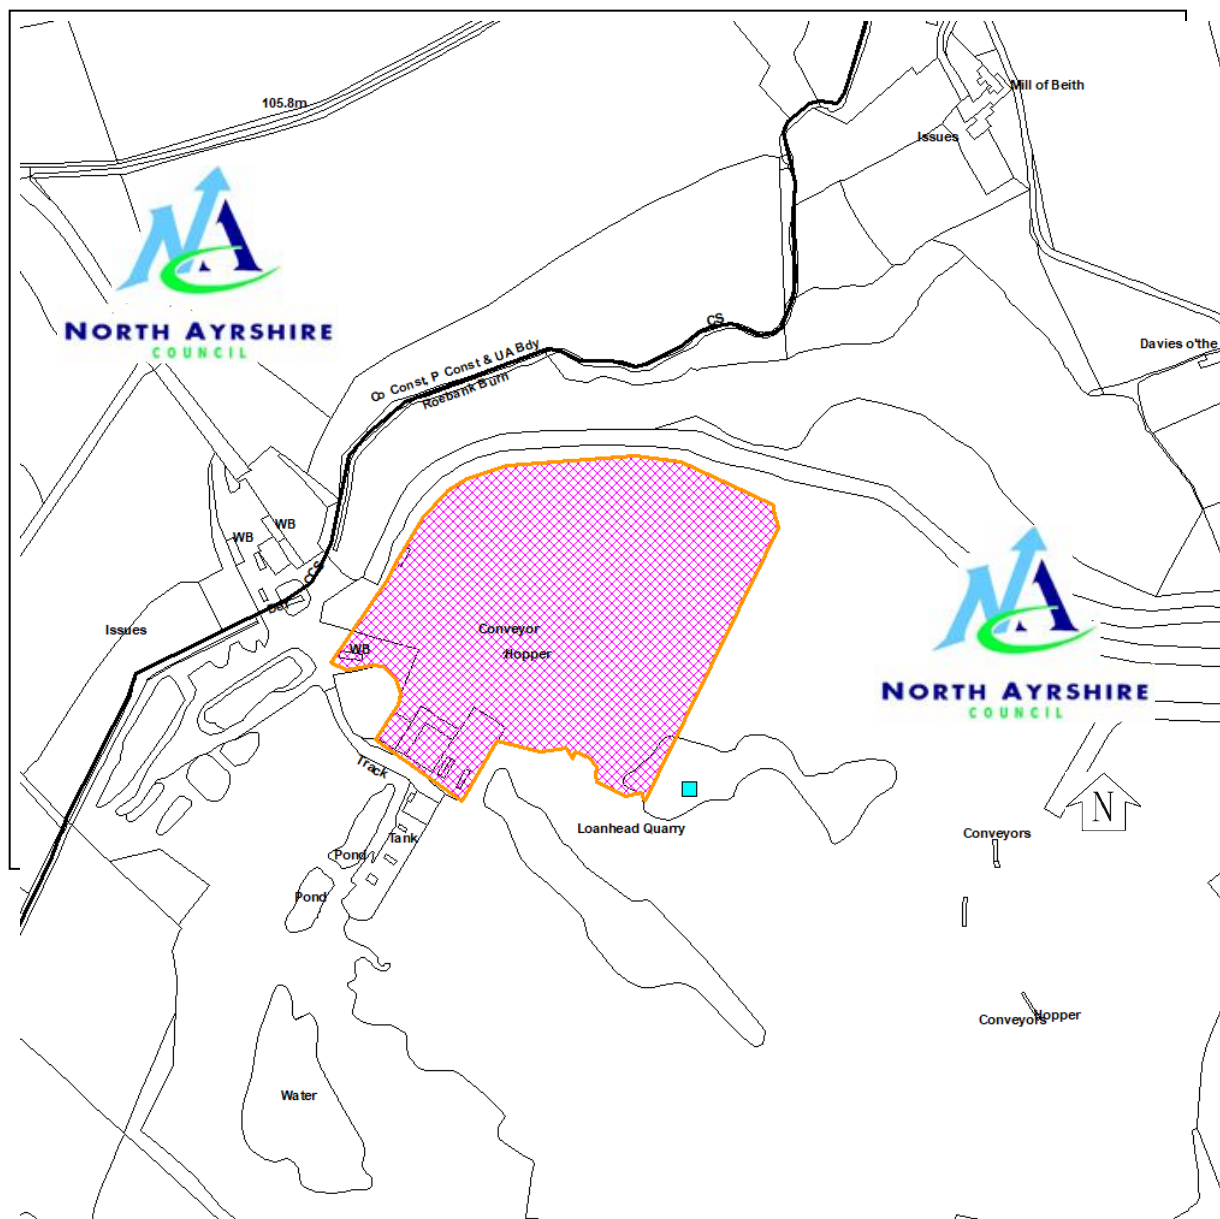 Mill of Beith
105.8m
Issues
NORTH AYRSHIRE
COUNCIL
CS
Co Const, P Const & UA Bdy
Roebank Burn
Davies o'the
WB
WB
CCS
Issues
Conveyor
WB
Hopper
NORTH AYRSHIRE
COUNCIL
Track
N
Loanhead Quarry
Conveyors
Tank
Pond
Pond
Hopper
Conveyors
Water